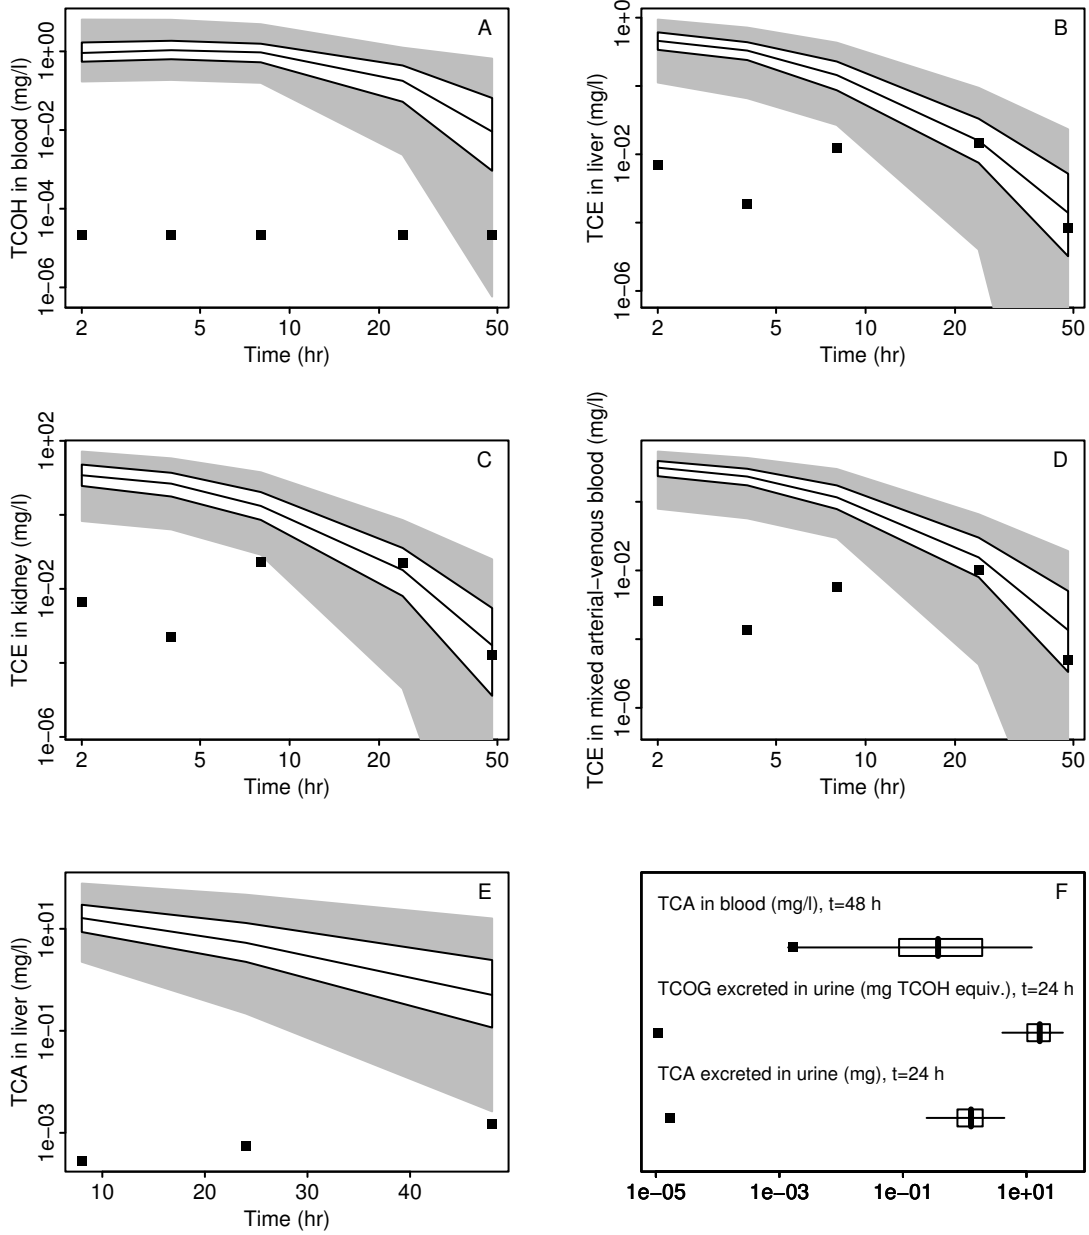 A
TCOH in blood (mg/l)
1e+00
1e−02
1e−04
1e−06
2 5 10 20 50
Time (hr)
B
TCE in liver (mg/l)
1e+0
1e−02
1e−06
2 5 10 20 50
Time (hr)
C
TCE in kidney (mg/l)
1e+02
1e−02
1e−06
2 5 10 20 50
Time (hr)
D
TCE in mixed arterial−venous blood (mg/l)
1e−02
1e−06
2 5 10 20 50
Time (hr)
E
TCA in liver (mg/l)
1e+01
1e−01
1e−03
10 20 30 40
Time (hr)
F
TCA in blood (mg/l), t=48 h
TCOG excreted in urine (mg TCOH equiv.), t=24 h
TCA excreted in urine (mg), t=24 h
1e−05 1e−03 1e−01 1e+01